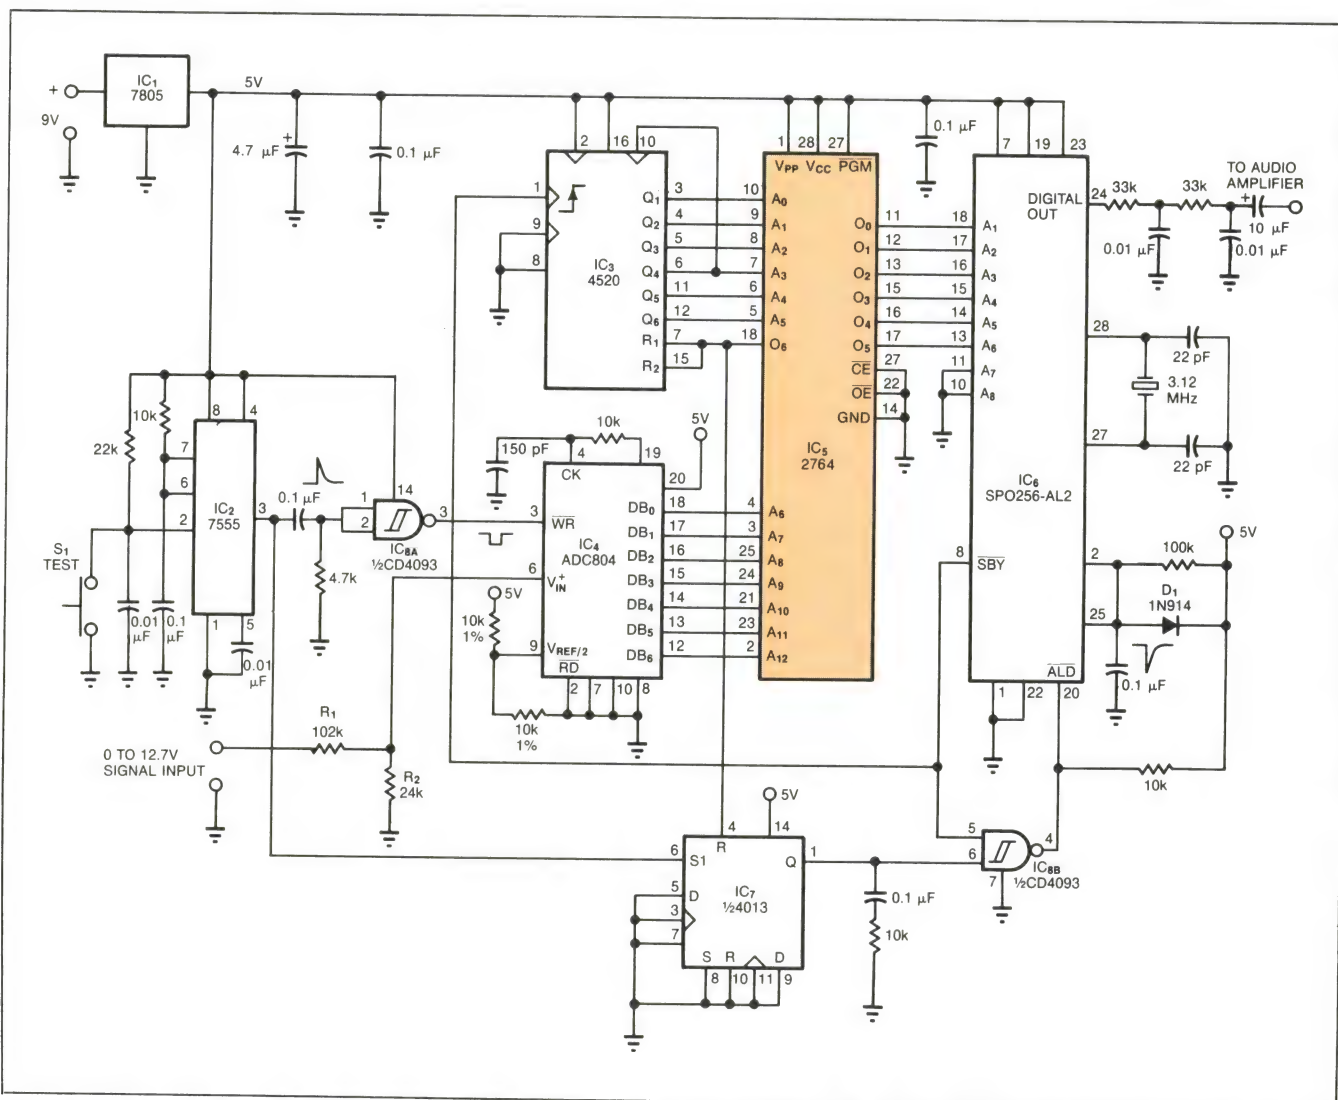 IC1
7805
5V
+
9V
4.7 µF
+
0.1 µF
2
16
10
1
9
8
IC3
4520
Q1
3
Q2
4
Q3
5
Q4
6
Q5
11
Q6
12
R1
7
R2
15
1
28
27
VPP
VCC
PGM
10
A0
9
A1
8
A2
7
A3
6
A4
5
A5
18
O6
O0
11
O1
12
O2
13
O3
15
O4
16
O5
17
CE
27
OE
22
GND
14
IC5
2764
4
A6
3
A7
25
A8
24
A9
21
A10
23
A11
2
A12
0.1 µF
7
19
23
DIGITAL
OUT
24
33k
33k
TO AUDIO
AMPLIFIER
+
10 µF
0.01 µF
0.01 µF
18
A1
17
A2
16
A3
15
A4
14
A5
13
A6
11
A7
10
A8
28
22 pF
3.12
MHz
27
22 pF
IC6
SPO256-AL2
8
SBY
2
100k
5V
25
D1
1N914
0.1 µF
ALD
1
22
20
10k
10k
22k
8
4
7
6
2
IC2
7555
3
1
5
S1
TEST
0.01
µF
0.1
µF
0.01
µF
0.1 µF
4.7k
14
1
2
3
IC8A
½CD4093
150 pF
10k
4
19
CK
5V
20
3
WR
IC4
ADC804
6
V+IN
5V
10k
1%
9
VREF/2
RD
2
7
10
8
10k
1%
DB0
18
DB1
17
DB2
16
DB3
15
DB4
14
DB5
13
DB6
12
R1
102k
0 TO 12.7V
SIGNAL INPUT
R2
24k
5V
4
14
R
6
S1
Q
1
5
D
3
7
IC7
½4013
S
R
D
8
10
11
9
0.1 µF
10k
5
6
4
7
IC8B
½CD4093